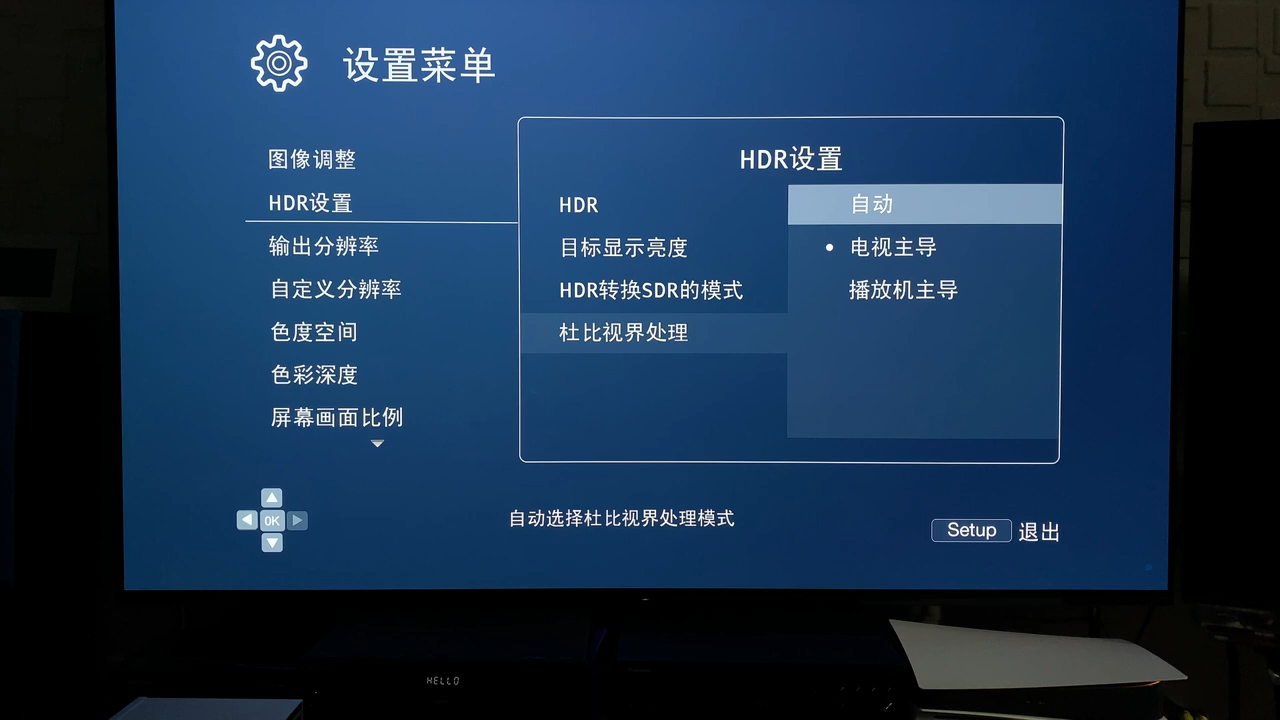 设置菜单
图像调整
HDR设置
输出分辨率
自定义分辨率
色度空间
色彩深度
屏幕画面比例
HDR设置
HDR
目标显示亮度
HDR转换SDR的模式
杜比视界处理
自动
电视主导
播放机主导
OK
自动选择杜比视界处理模式
Setup 退出
HELLO